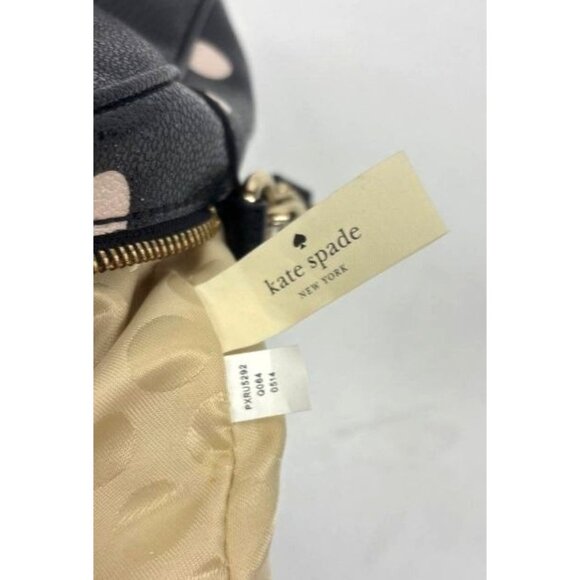 kate spade
NEW YORK
PXRU5292
Q064
0514